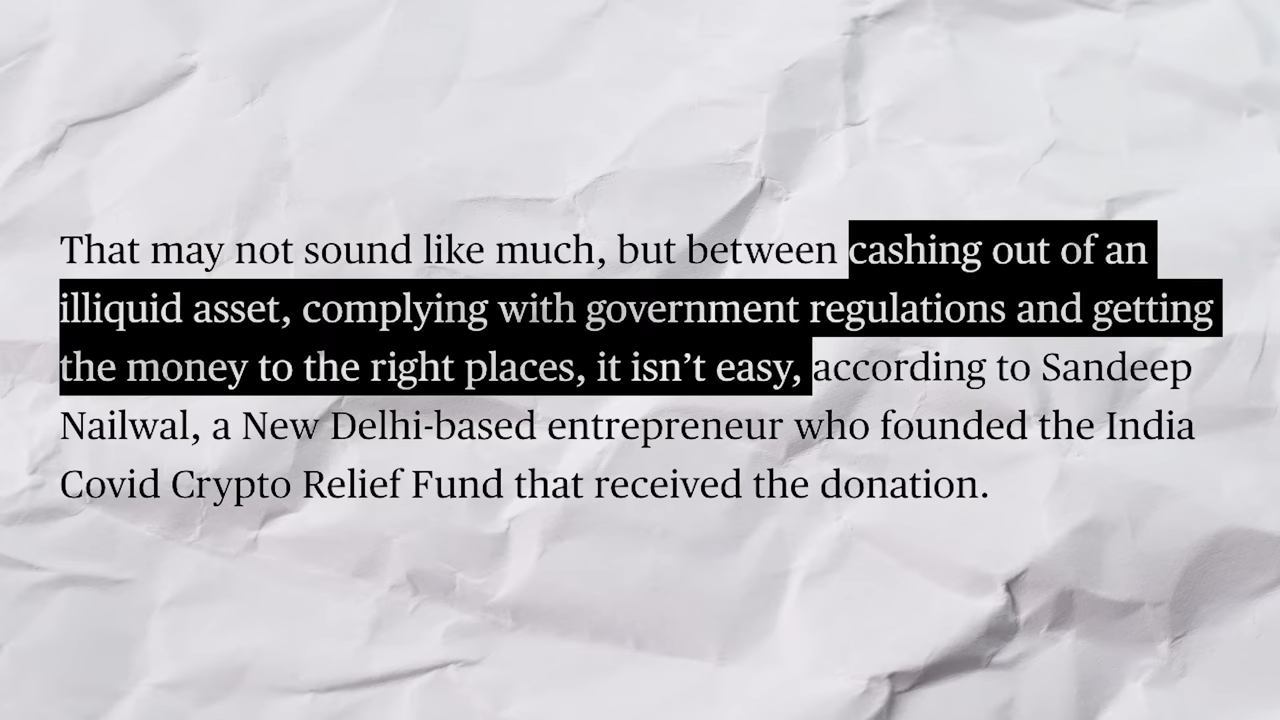 That may not sound like much, but between cashing out of an
illiquid asset, complying with government regulations and getting
the money to the right places, it isn’t easy, according to Sandeep
Nailwal, a New Delhi-based entrepreneur who founded the India
Covid Crypto Relief Fund that received the donation.